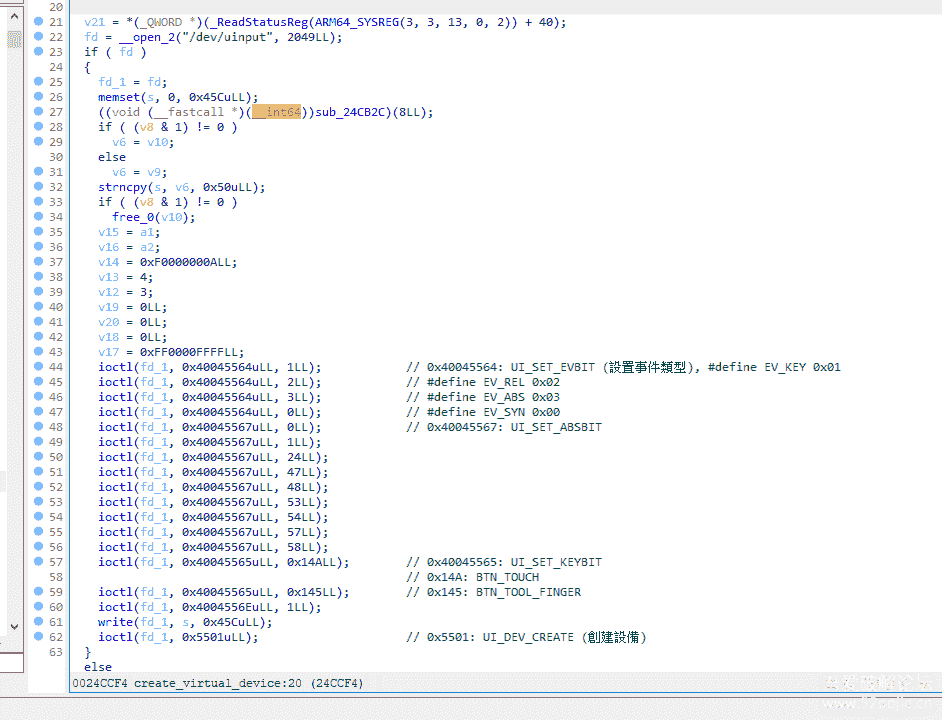 20
21 v21 = *(_QWORD *)(_ReadStatusReg(ARM64_SYSREG(3, 3, 13, 0, 2)) + 40);
22 fd = __open_2("/dev/uinput", 2049LL);
23 if ( fd )
24 {
25 fd_1 = fd;
26 memset(s, 0, 0x45CuLL);
27 ((void (__fastcall *)(__int64))sub_24CB2C)(8LL);
28 if ( (v8 & 1) != 0 )
29 v6 = v10;
30 else
31 v6 = v9;
32 strncpy(s, v6, 0x50uLL);
33 if ( (v8 & 1) != 0 )
34 free_0(v10);
35 v15 = a1;
36 v16 = a2;
37 v14 = 0xF0000000ALL;
38 v13 = 4;
39 v12 = 3;
40 v19 = 0LL;
41 v20 = 0LL;
42 v18 = 0LL;
43 v17 = 0xFF0000FFFFLL;
44 ioctl(fd_1, 0x40045564uLL, 1LL); // 0x40045564: UI_SET_EVBIT (設置事件類型), #define EV_KEY 0x01
45 ioctl(fd_1, 0x40045564uLL, 2LL); // #define EV_REL 0x02
46 ioctl(fd_1, 0x40045564uLL, 3LL); // #define EV_ABS 0x03
47 ioctl(fd_1, 0x40045564uLL, 0LL); // #define EV_SYN 0x00
48 ioctl(fd_1, 0x40045567uLL, 0LL); // 0x40045567: UI_SET_ABSBIT
49 ioctl(fd_1, 0x40045567uLL, 1LL);
50 ioctl(fd_1, 0x40045567uLL, 24LL);
51 ioctl(fd_1, 0x40045567uLL, 47LL);
52 ioctl(fd_1, 0x40045567uLL, 48LL);
53 ioctl(fd_1, 0x40045567uLL, 53LL);
54 ioctl(fd_1, 0x40045567uLL, 54LL);
55 ioctl(fd_1, 0x40045567uLL, 57LL);
56 ioctl(fd_1, 0x40045567uLL, 58LL);
57 ioctl(fd_1, 0x40045565uLL, 0x14ALL); // 0x40045565: UI_SET_KEYBIT
58 // 0x14A: BTN_TOUCH
59 ioctl(fd_1, 0x40045565uLL, 0x145LL); // 0x145: BTN_TOOL_FINGER
60 ioctl(fd_1, 0x4004556EuLL, 1LL);
61 write(fd_1, s, 0x45CuLL);
62 ioctl(fd_1, 0x5501uLL); // 0x5501: UI_DEV_CREATE (創建設備)
63 }
else
0024CCF4 create_virtual_device:20 (24CCF4)